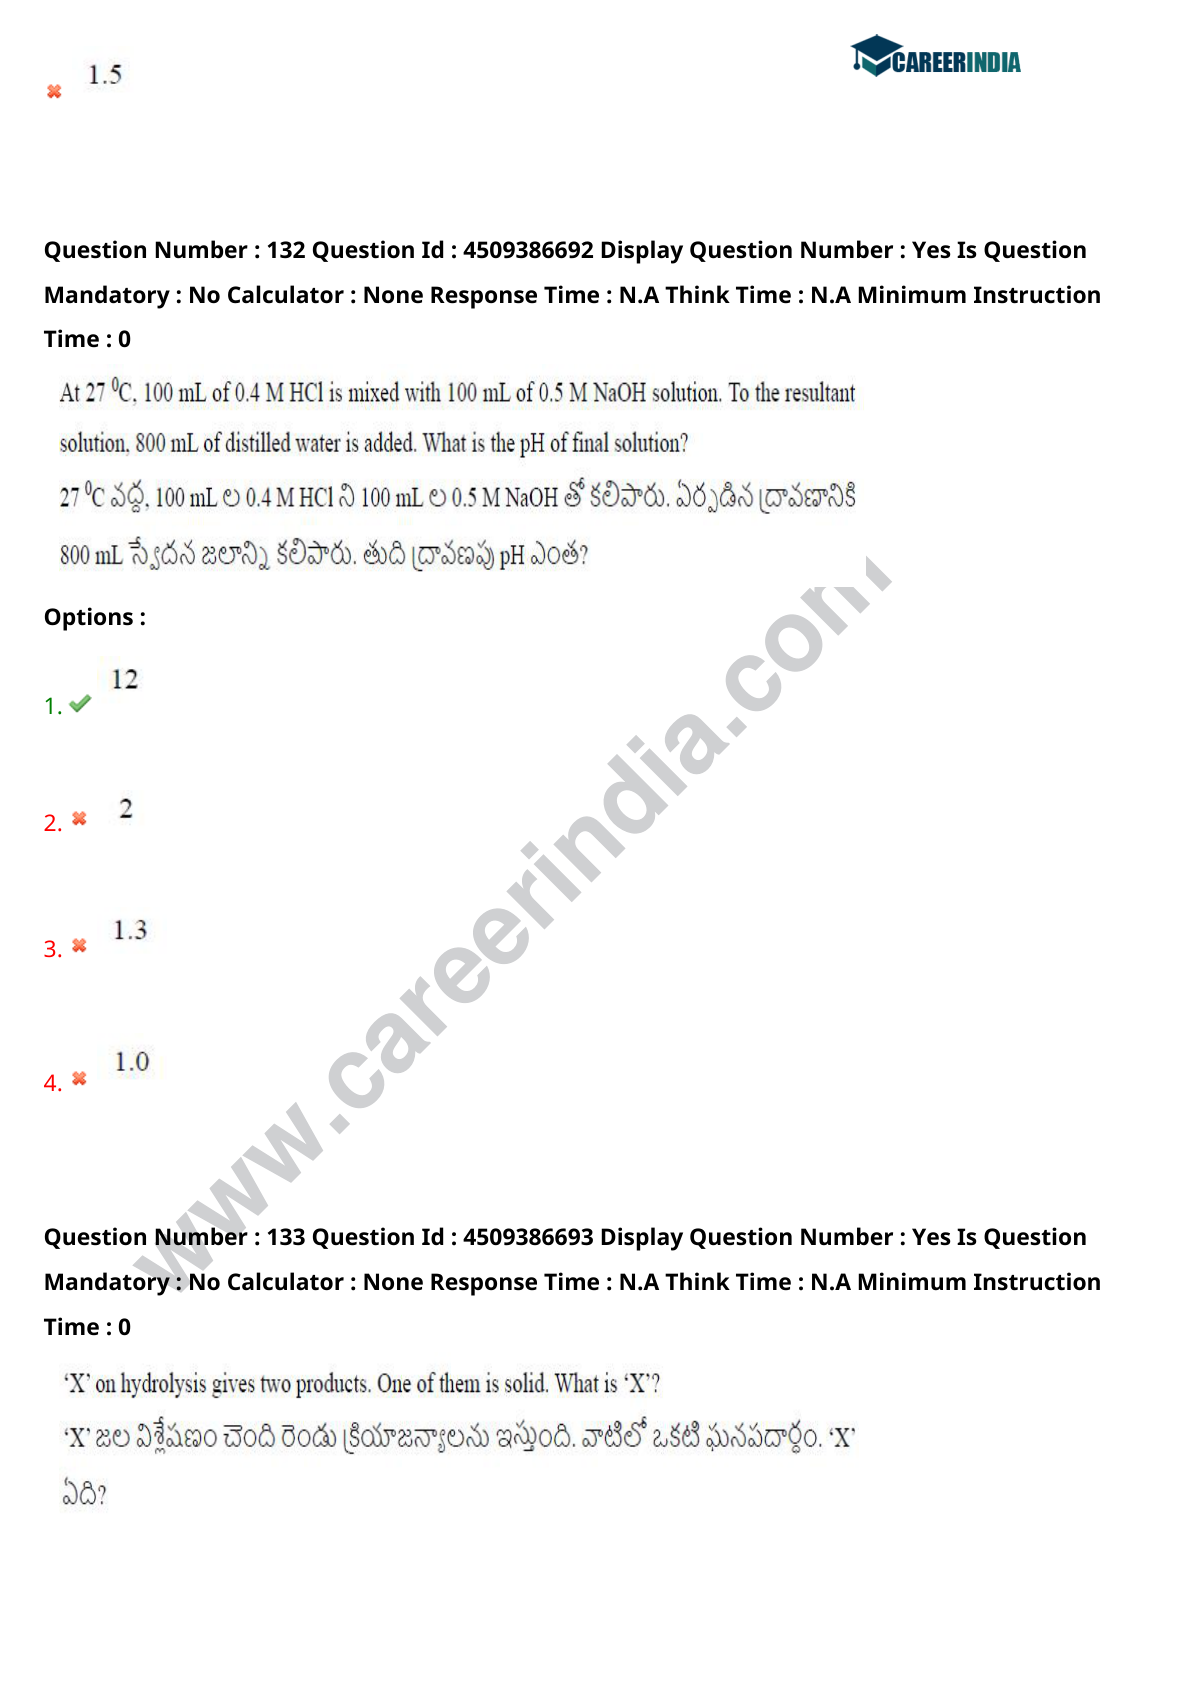 CAREERINDIA
1.5
Question Number : 132 Question Id : 4509386692 Display Question Number : Yes Is Question
Mandatory : No Calculator : None Response Time : N.A Think Time : N.A Minimum Instruction
Time : 0
At 27 ⁰C, 100 mL of 0.4 M HCl is mixed with 100 mL of 0.5 M NaOH solution. To the resultant
solution, 800 mL of distilled water is added. What is the pH of final solution?
27 ⁰C వద్ద, 100 mL ల 0.4 M HCl ని 100 mL ల 0.5 M NaOH తో కలిపారు. ఏర్పడిన ద్రావణానికి
800 mL స్వేదన జలాన్ని కలిపారు. తుది ద్రావణపు pH ఎంత?
Options :
12
1.
2
2.
1.3
3.
1.0
4.
www.careerindia.com
Question Number : 133 Question Id : 4509386693 Display Question Number : Yes Is Question
Mandatory : No Calculator : None Response Time : N.A Think Time : N.A Minimum Instruction
Time : 0
‘X’ on hydrolysis gives two products. One of them is solid. What is ‘X’?
‘X’ జల విశ్లేషణం చెంది రెండు క్రియాజన్యాలను ఇస్తుంది. వాటిలో ఒకటి ఘనపదార్థం. ‘X’
ఏది?